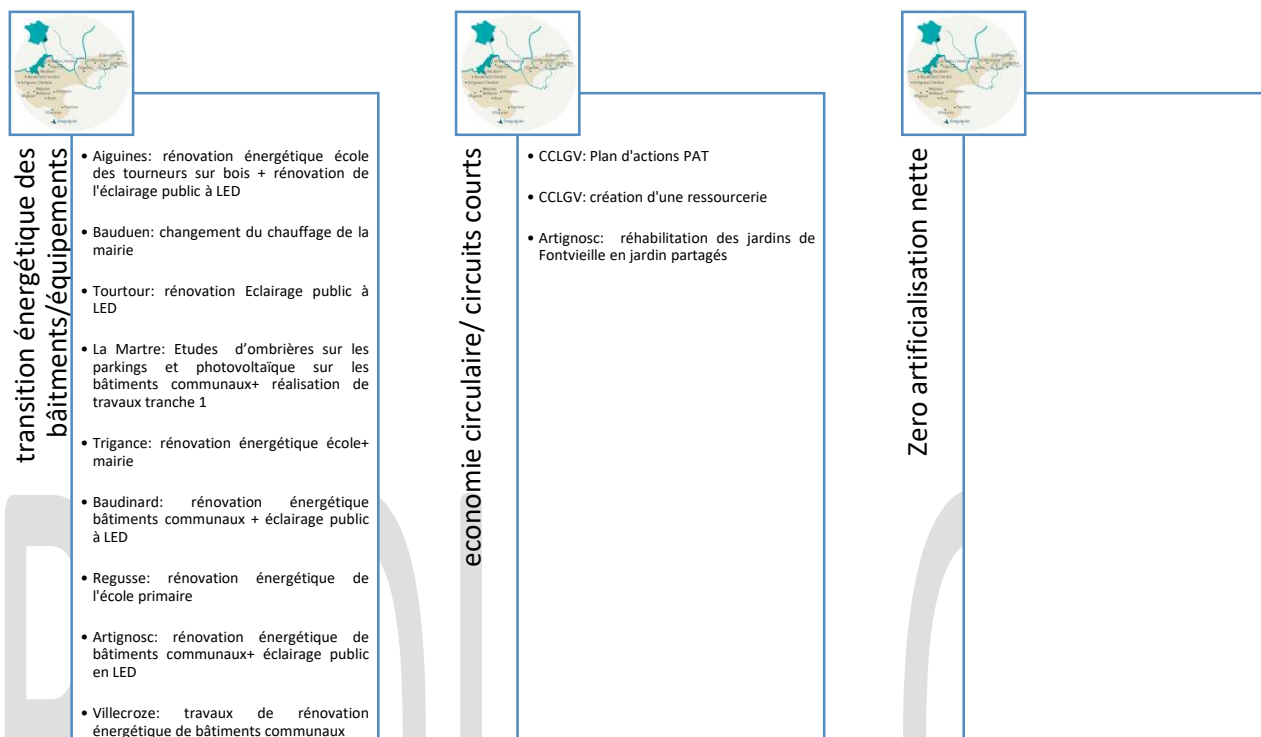 transition énergétique des
bâitments/équipements
• Aiguines: rénovation énergétique école
des tourneurs sur bois + rénovation de
l'éclairage public à LED
• Bauduen: changement du chauffage de la
mairie
• Tourtour: rénovation Eclairage public à
LED
• La Martre: Etudes d’ombrières sur les
parkings et photovoltaïque sur les
bâtiments communaux+ réalisation de
travaux tranche 1
• Trigance: rénovation énergétique école+
mairie
• Baudinard: rénovation énergétique
bâtiments communaux + éclairage public
à LED
• Regusse: rénovation énergétique de
l'école primaire
• Artignosc: rénovation énergétique de
bâtiments communaux+ éclairage public
en LED
• Villecroze: travaux de rénovation
énergétique de bâtiments communaux
economie circulaire/ circuits courts
• CCLGV: Plan d'actions PAT
• CCLGV: création d'une ressourcerie
• Artignosc: réhabilitation des jardins de
Fontvieille en jardin partagés
Zero artificialisation nette